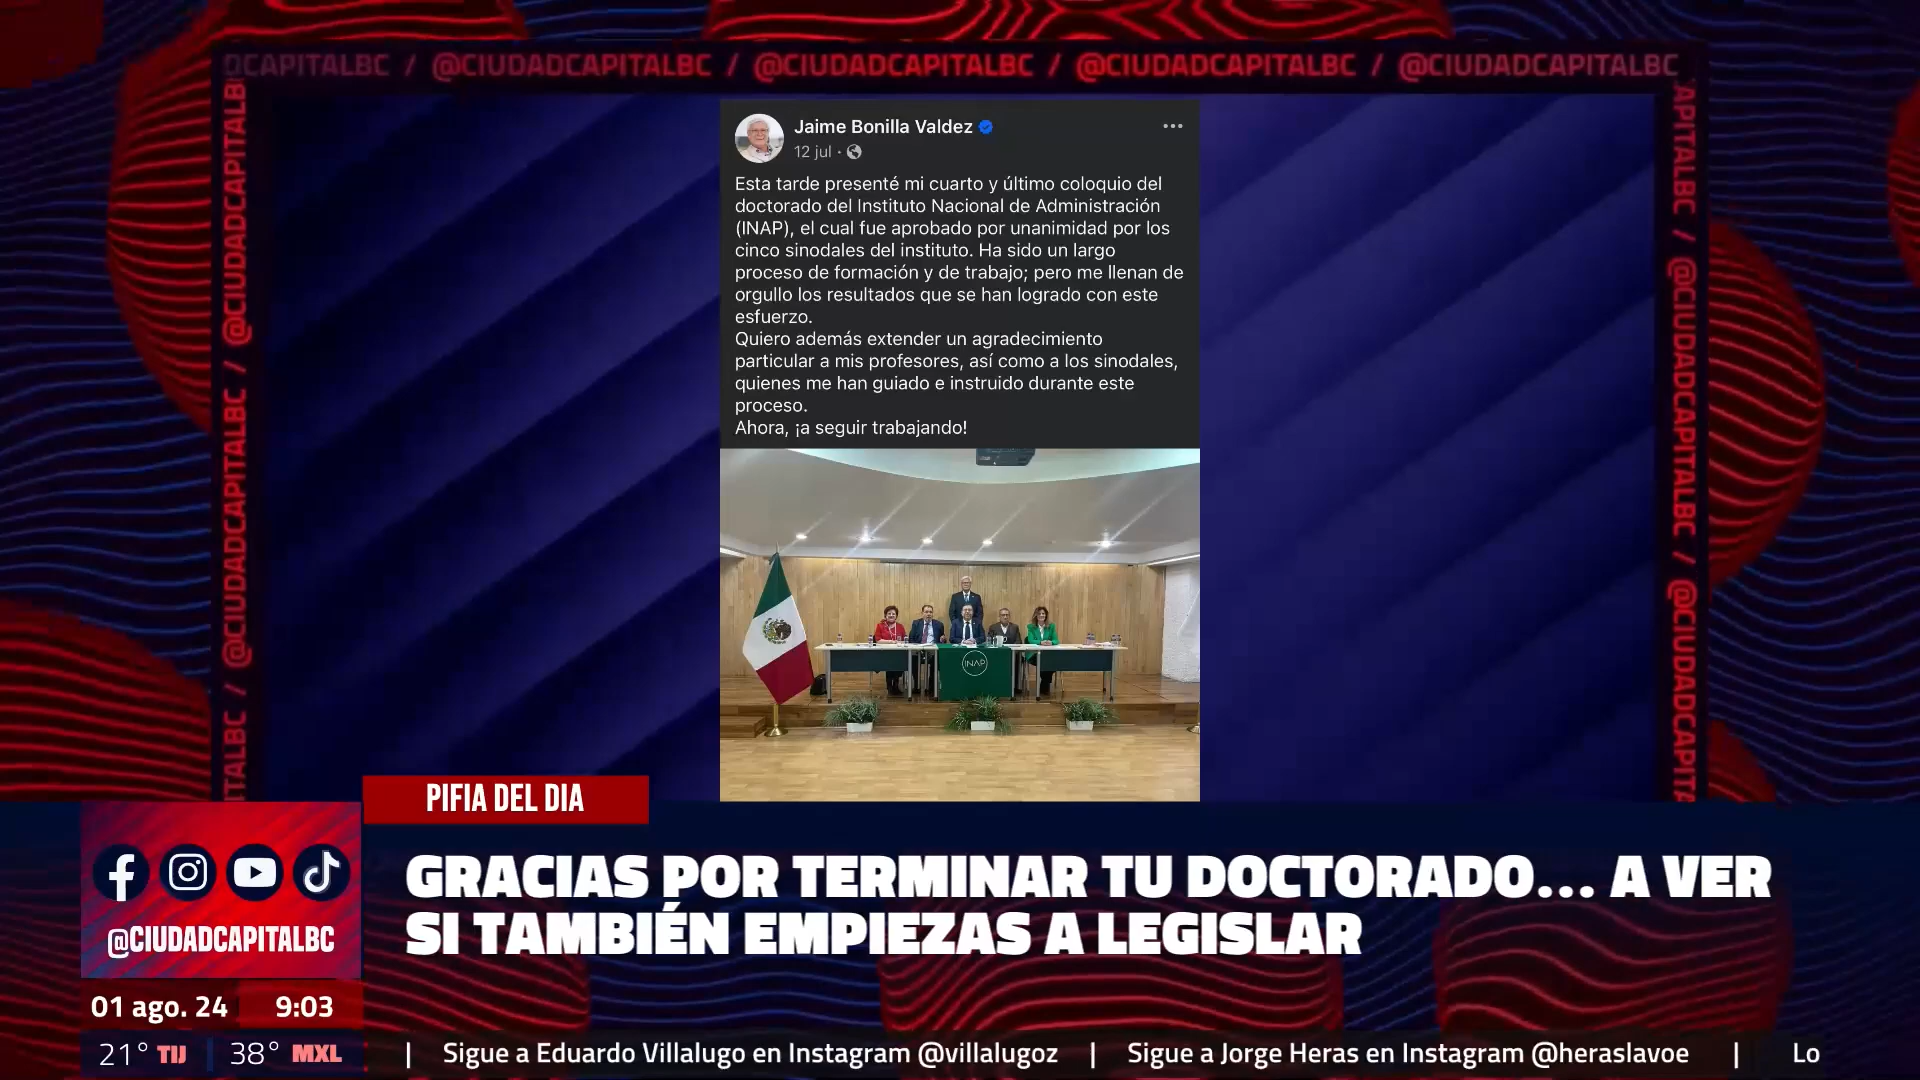 DCAPITALBC / @CIUDADCAPITALBC / @CIUDADCAPITALBC / @CIUDADCAPITALBC / @CIUDADCAPITALBC
TALBC / @CIUDADCAPITALBC / @CIUDADCAPITALB
APITALBC / @CIUDADCAPITALBC / @CIUDADCAPITA
Jaime Bonilla Valdez
12 jul ·
Esta tarde presenté mi cuarto y último coloquio del
doctorado del Instituto Nacional de Administración
(INAP), el cual fue aprobado por unanimidad por los
cinco sinodales del instituto. Ha sido un largo
proceso de formación y de trabajo; pero me llenan de
orgullo los resultados que se han logrado con este
esfuerzo.
Quiero además extender un agradecimiento
particular a mis profesores, así como a los sinodales,
quienes me han guiado e instruido durante este
proceso.
Ahora, ¡a seguir trabajando!
INAP
PIFIA DEL DIA
GRACIAS POR TERMINAR TU DOCTORADO... A VER
SI TAMBIÉN EMPIEZAS A LEGISLAR
@CIUDADCAPITALBC
01 ago. 24 9:03
21° TIJ 38° MXL | Sigue a Eduardo Villalugo en Instagram @villalugoz | Sigue a Jorge Heras en Instagram @heraslavoe | Lo